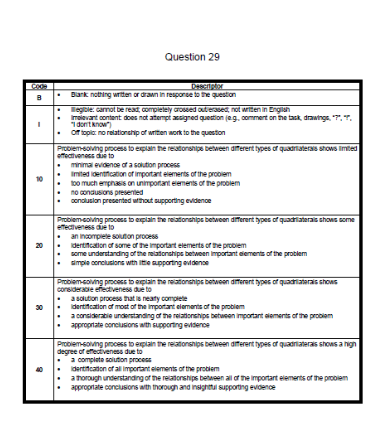 Question 29
Code Descriptor
B • Blank: nothing written or drawn in response to the question
I • Illegible: cannot be read; completely crossed out/erased; not written in English
• Irrelevant content: does not attempt assigned question (e.g., comment on the task, drawings, "?", "!",
"I don't know")
• Off topic: no relationship of written work to the question
10 Problem-solving process to explain the relationships between different types of quadrilaterals shows limited
effectiveness due to
• minimal evidence of a solution process
• limited identification of important elements of the problem
• too much emphasis on unimportant elements of the problem
• no conclusions presented
• conclusion presented without supporting evidence
20 Problem-solving process to explain the relationships between different types of quadrilaterals shows some
effectiveness due to
• an incomplete solution process
• identification of some of the important elements of the problem
• some understanding of the relationships between important elements of the problem
• simple conclusions with little supporting evidence
30 Problem-solving process to explain the relationships between different types of quadrilaterals shows
considerable effectiveness due to
• a solution process that is nearly complete
• identification of most of the important elements of the problem
• a considerable understanding of the relationships between important elements of the problem
• appropriate conclusions with supporting evidence
40 Problem-solving process to explain the relationships between different types of quadrilaterals shows a high
degree of effectiveness due to
• a complete solution process
• identification of all important elements of the problem
• a thorough understanding of the relationships between all of the important elements of the problem
• appropriate conclusions with thorough and insightful supporting evidence